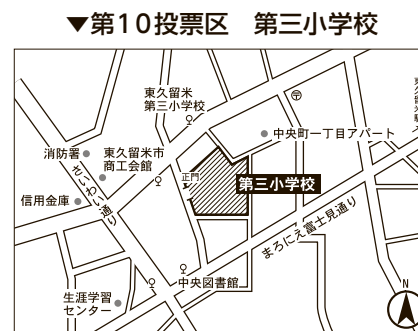 ▼第10投票区　第三小学校
東久留米
第三小学校
〒
中央町一丁目アパート
消防署
東久留米市
商工会館
さいわい通り
正門
第三小学校
信用金庫
まろにえ富士見通り
中央図書館
生涯学習
センター
N